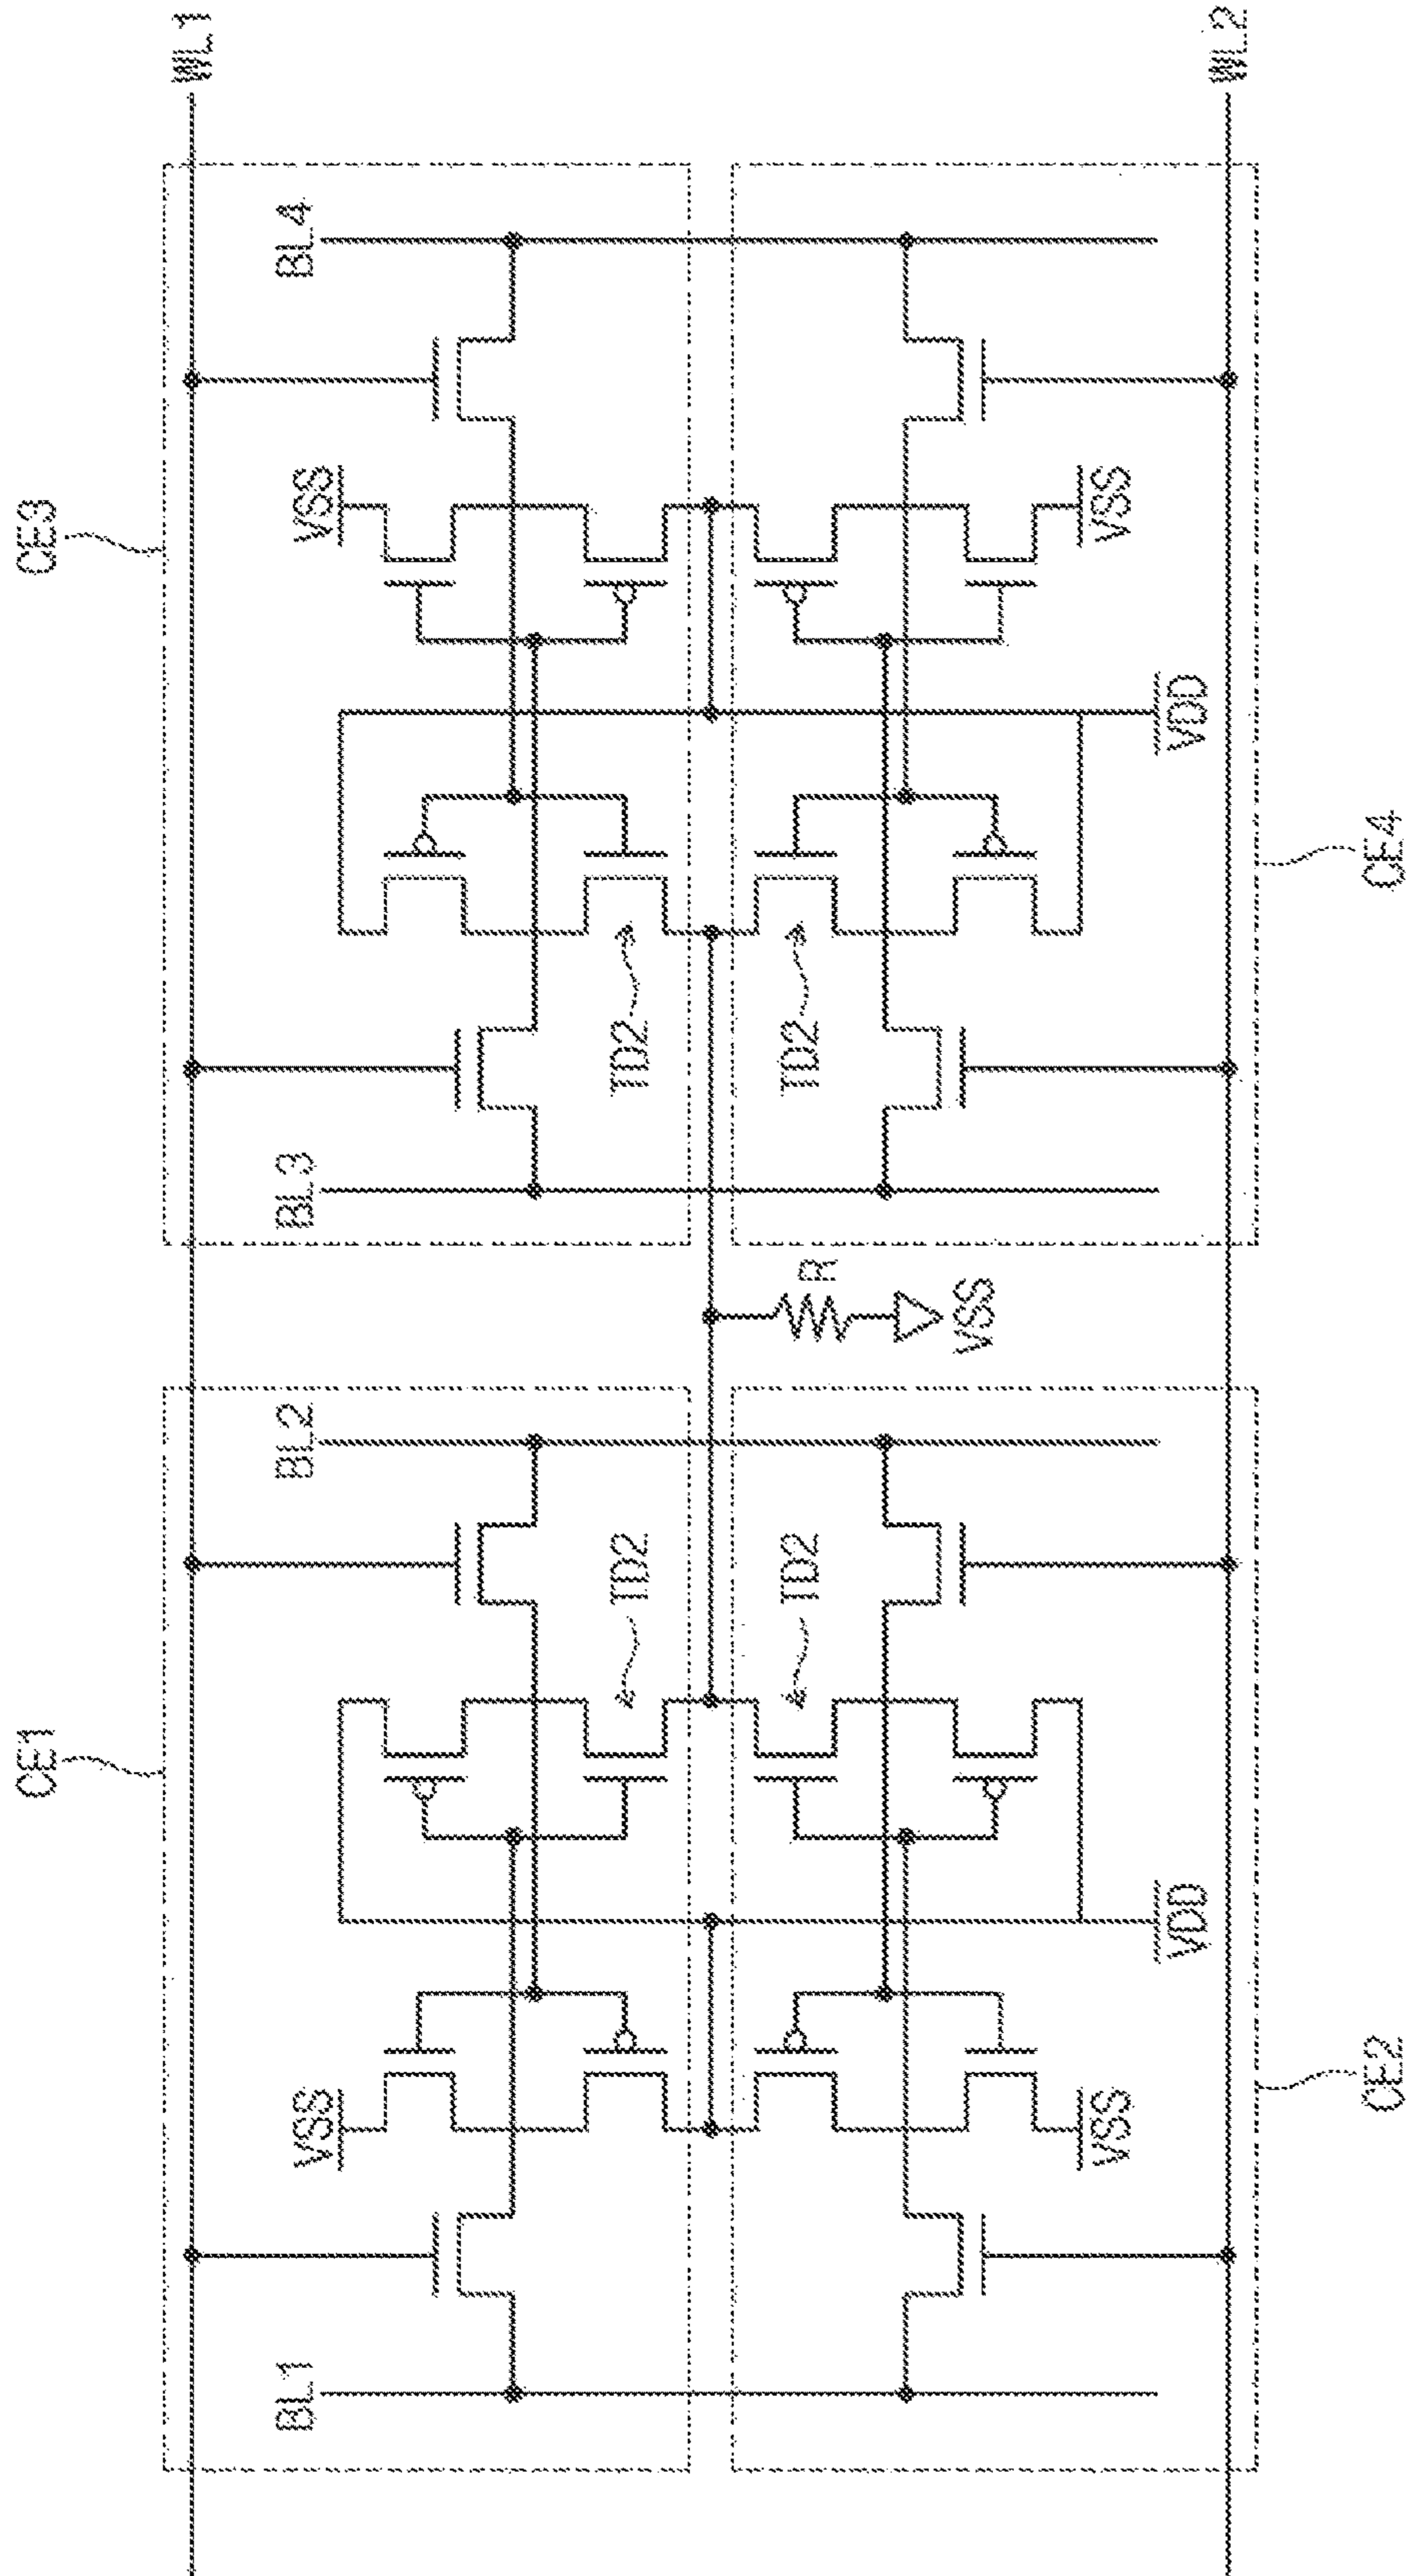 CE1
CE3
WL1
BL1
VSS
BL2
BL3
VSS
BL4
TD2
TD2
TD2
R
TD2
VSS
VSS
VSS
VDD
VDD
WL2
CE2
CE4